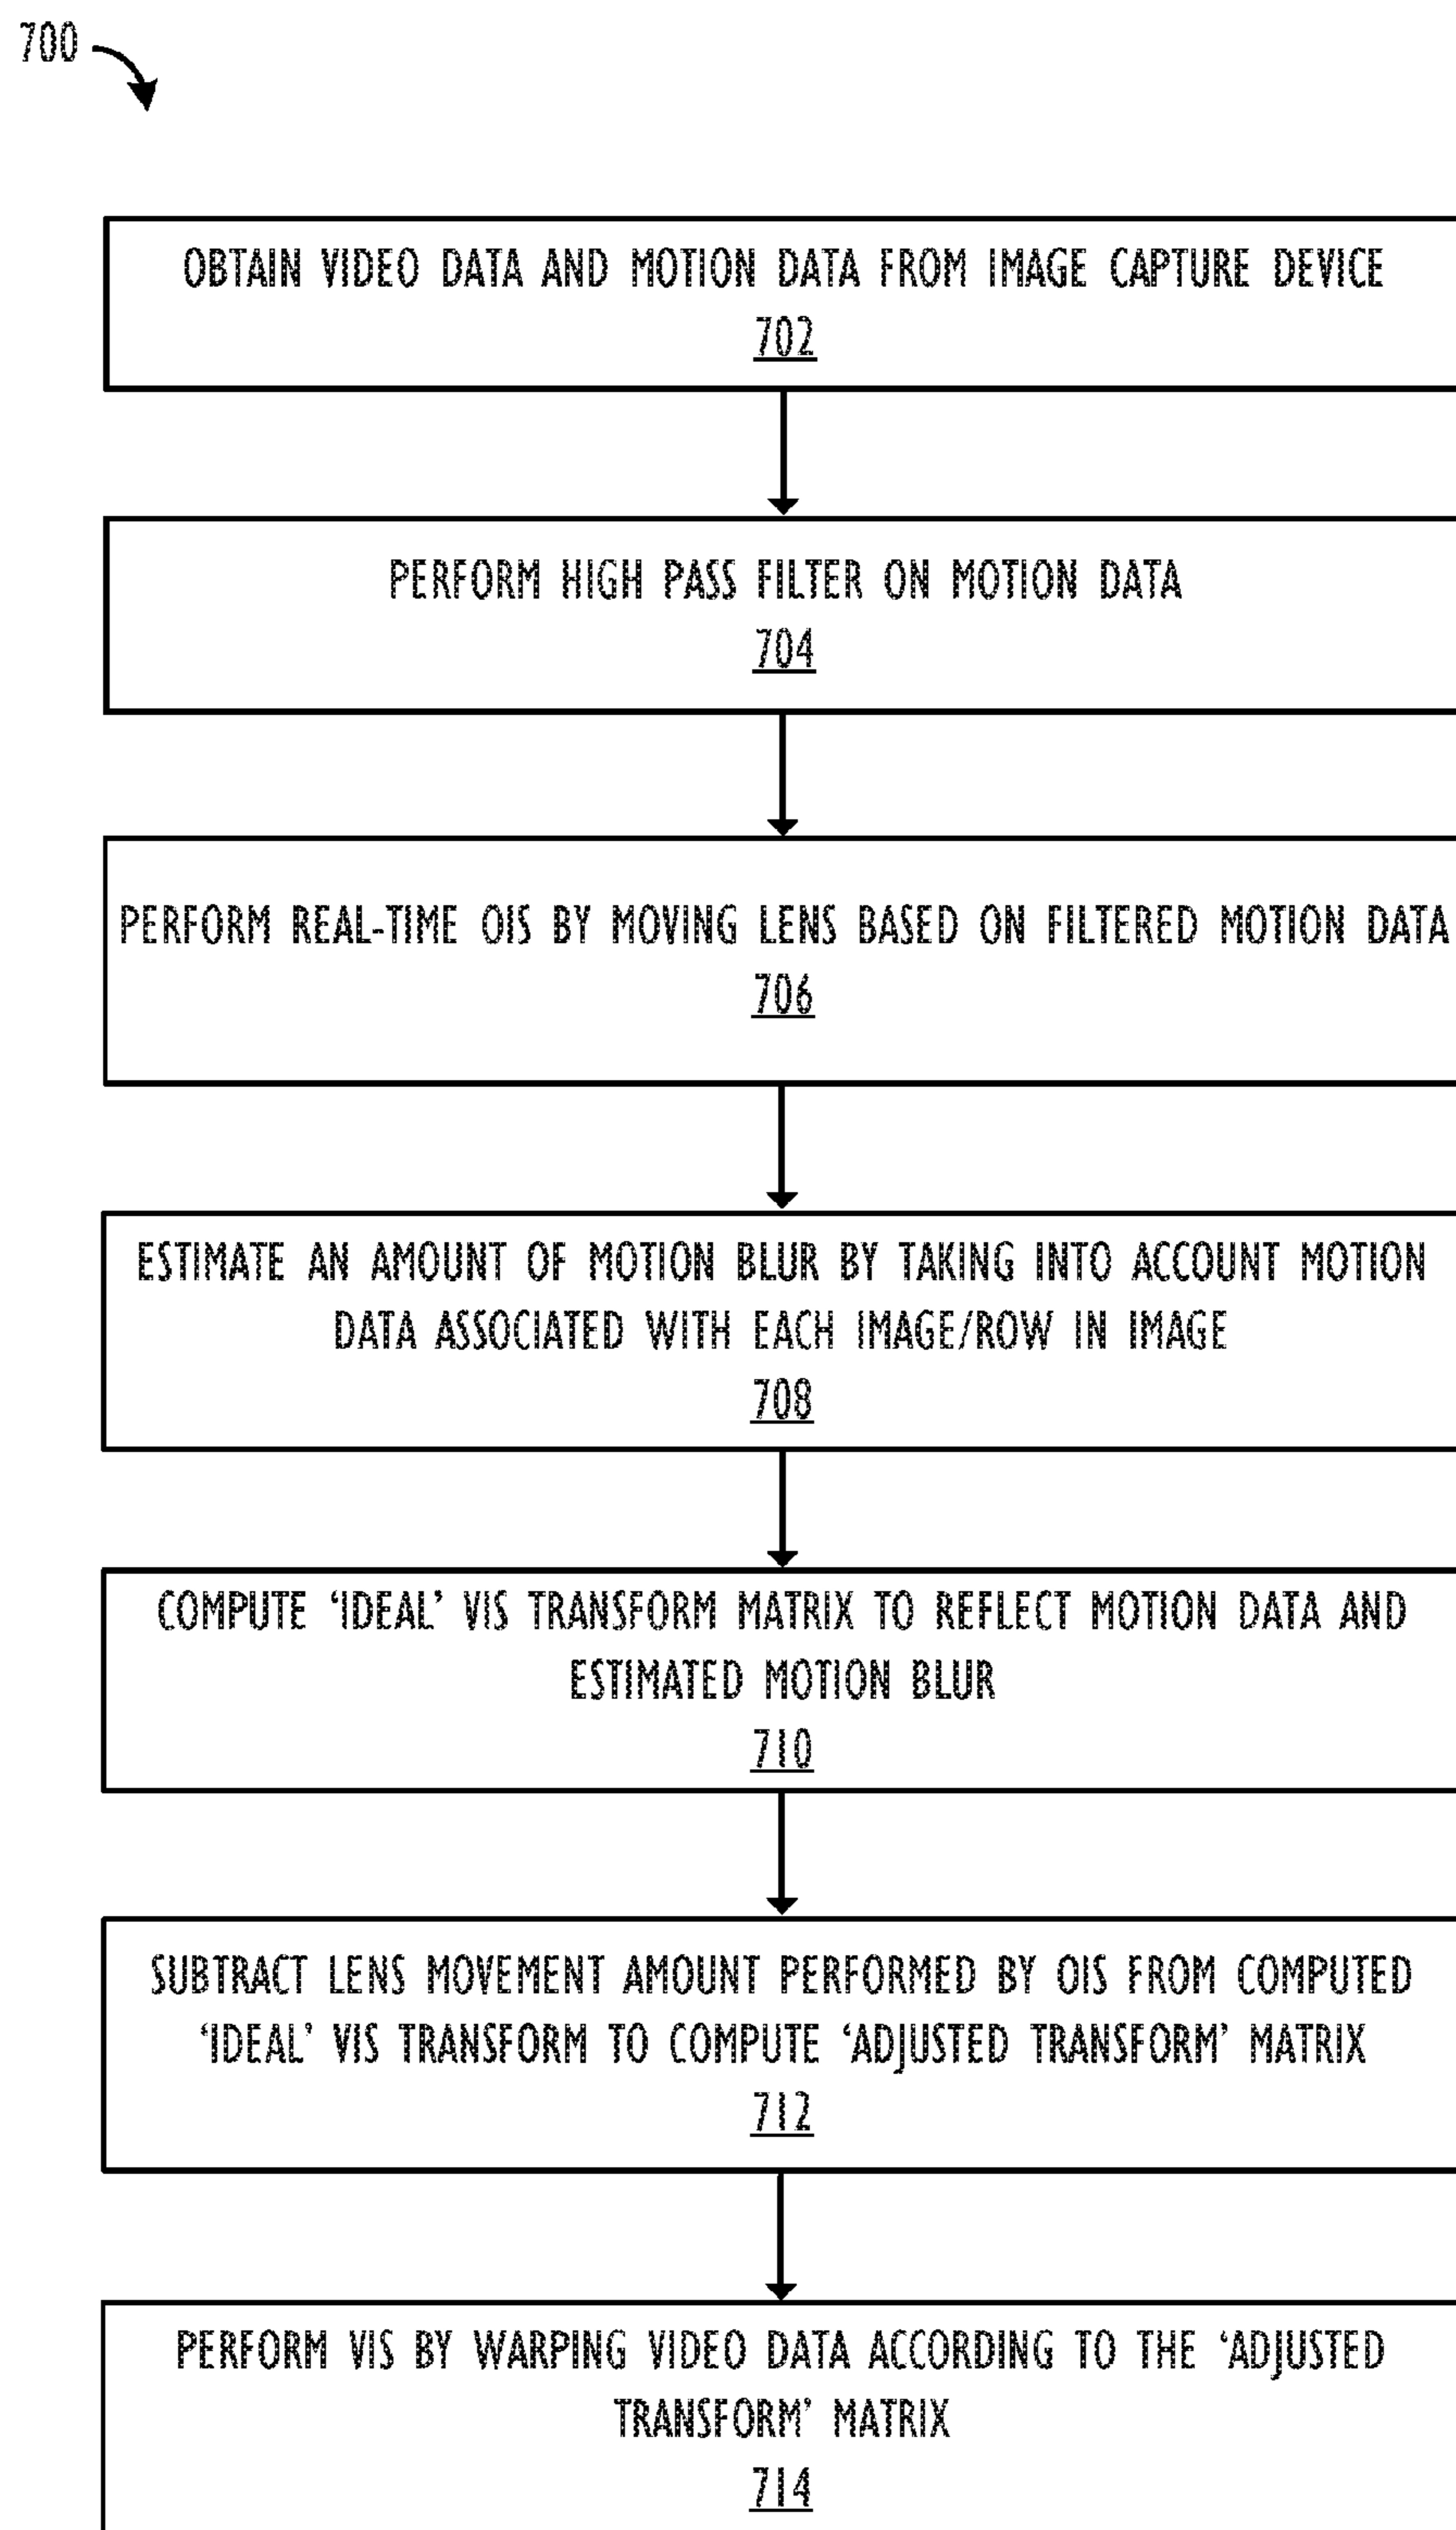 700
OBTAIN VIDEO DATA AND MOTION DATA FROM IMAGE CAPTURE DEVICE
702
PERFORM HIGH PASS FILTER ON MOTION DATA
704
PERFORM REAL-TIME OIS BY MOVING LENS BASED ON FILTERED MOTION DATA
706
ESTIMATE AN AMOUNT OF MOTION BLUR BY TAKING INTO ACCOUNT MOTION
DATA ASSOCIATED WITH EACH IMAGE/ROW IN IMAGE
708
COMPUTE ‘IDEAL’ VIS TRANSFORM MATRIX TO REFLECT MOTION DATA AND
ESTIMATED MOTION BLUR
710
SUBTRACT LENS MOVEMENT AMOUNT PERFORMED BY OIS FROM COMPUTED
‘IDEAL’ VIS TRANSFORM TO COMPUTE ‘ADJUSTED TRANSFORM’ MATRIX
712
PERFORM VIS BY WARPING VIDEO DATA ACCORDING TO THE ‘ADJUSTED
TRANSFORM’ MATRIX
714